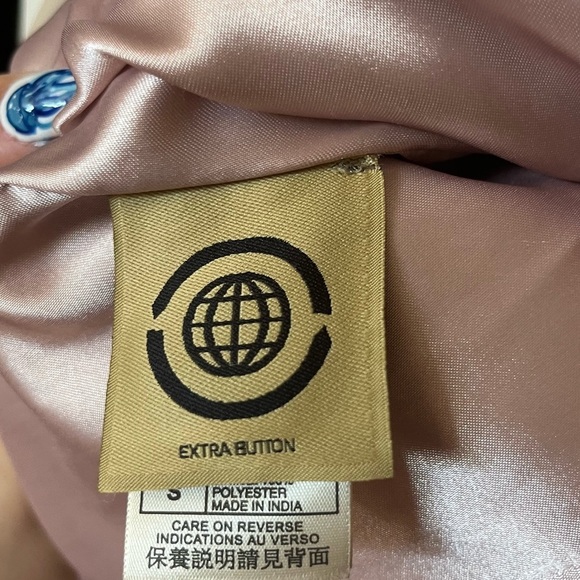 EXTRA BUTTON
S
POLYESTER
MADE IN INDIA
CARE ON REVERSE
INDICATIONS AU VERSO
保養説明請見背面